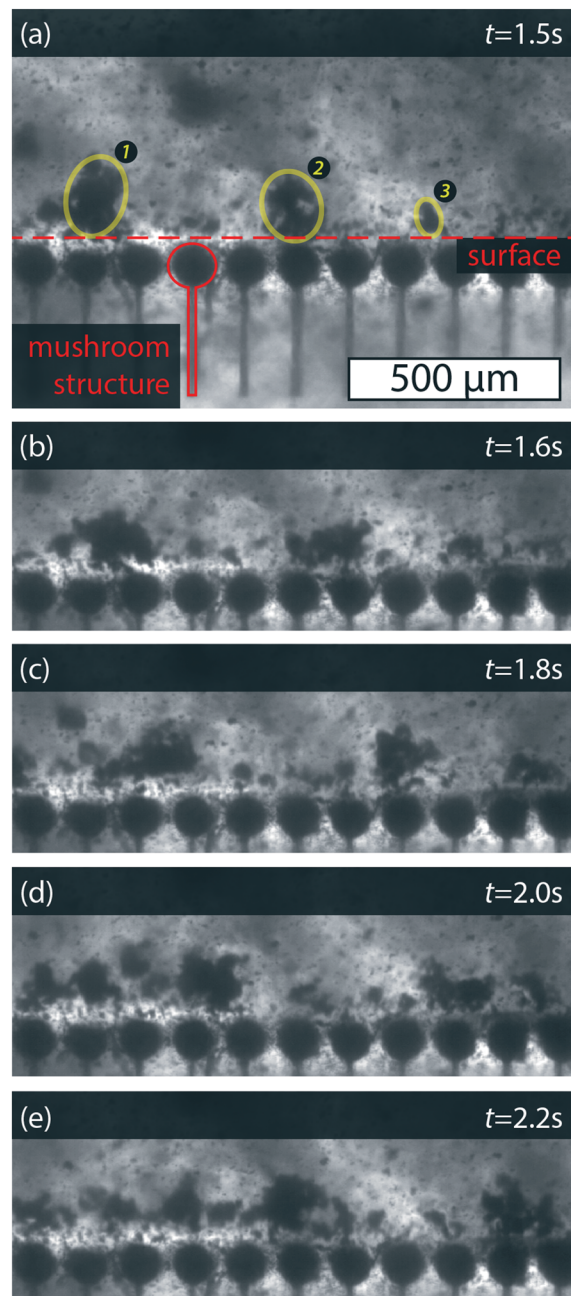 (a) t=1.5s
1
2
3
surface
mushroom
structure
500 µm
(b) t=1.6s
(c) t=1.8s
(d) t=2.0s
(e) t=2.2s